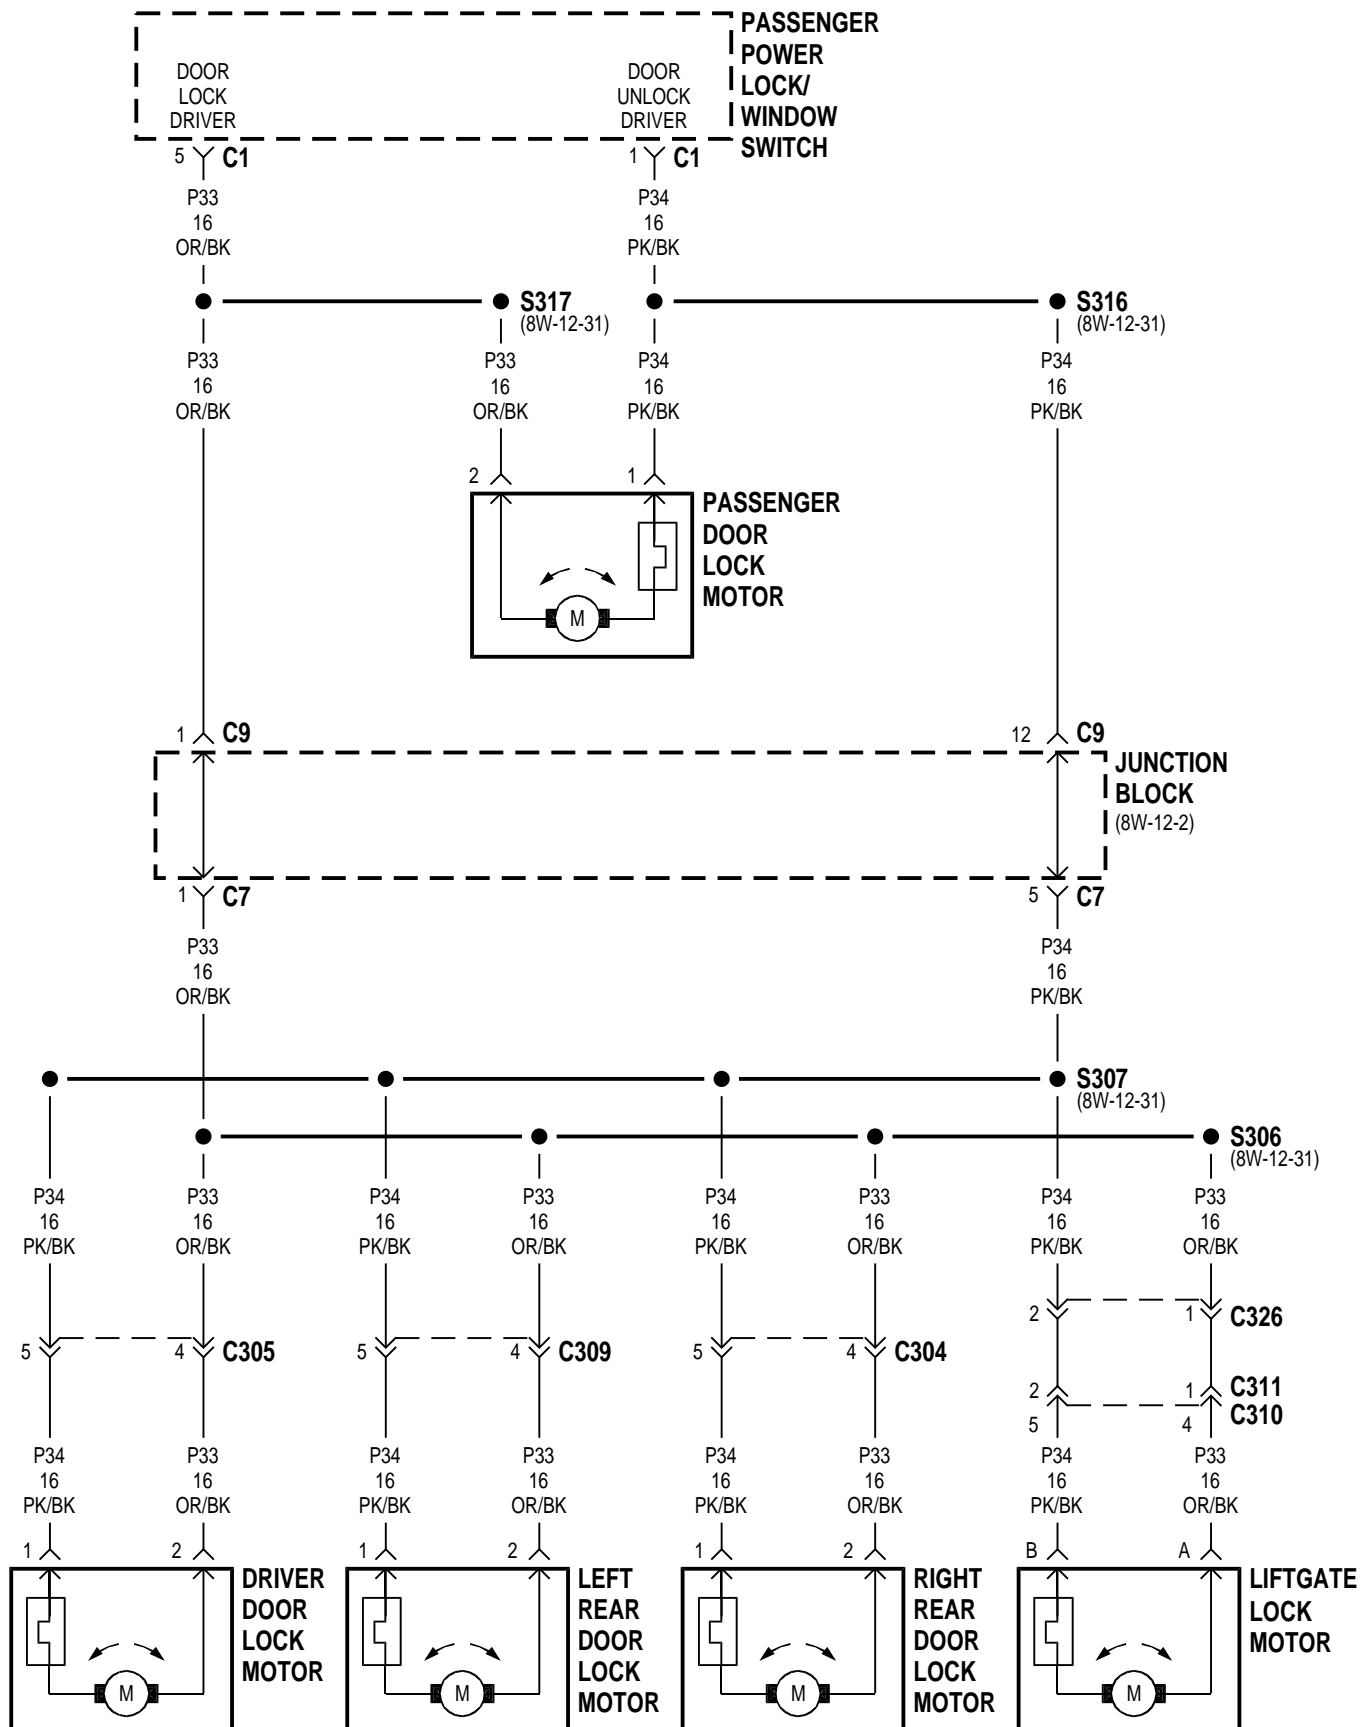 PASSENGER
POWER
LOCK/
WINDOW
SWITCH
DOOR
LOCK
DRIVER
DOOR
UNLOCK
DRIVER
5 C1
1 C1
P33
16
OR/BK
P34
16
PK/BK
S317
(8W-12-31)
S316
(8W-12-31)
P33
16
OR/BK
P33
16
OR/BK
P34
16
PK/BK
P34
16
PK/BK
2
1
PASSENGER
DOOR
LOCK
MOTOR
M
1 C9
12 C9
JUNCTION
BLOCK
(8W-12-2)
1 C7
5 C7
P33
16
OR/BK
P34
16
PK/BK
S307
(8W-12-31)
S306
(8W-12-31)
P34
16
PK/BK
P33
16
OR/BK
P34
16
PK/BK
P33
16
OR/BK
P34
16
PK/BK
P33
16
OR/BK
P34
16
PK/BK
P33
16
OR/BK
5 4 C305
5 4 C309
5 4 C304
2 1 C326
2 1 C311
5 4 C310
P34
16
PK/BK
P33
16
OR/BK
P34
16
PK/BK
P33
16
OR/BK
P34
16
PK/BK
P33
16
OR/BK
P34
16
PK/BK
P33
16
OR/BK
1 2
DRIVER
DOOR
LOCK
MOTOR
M
1 2
LEFT
REAR
DOOR
LOCK
MOTOR
M
1 2
RIGHT
REAR
DOOR
LOCK
MOTOR
M
B A
LIFTGATE
LOCK
MOTOR
M